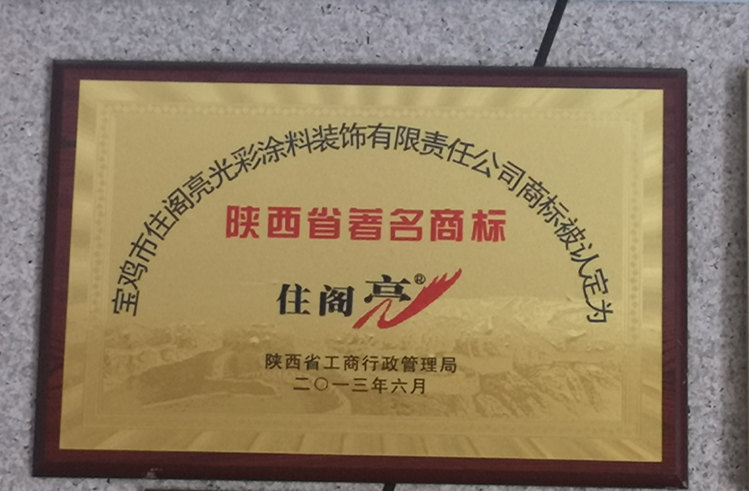 宝鸡市住阁亮光彩涂料装饰有限责任公司商标被认定为
陕西省著名商标
住阁亮®
陕西省工商行政管理局
二〇一三年六月